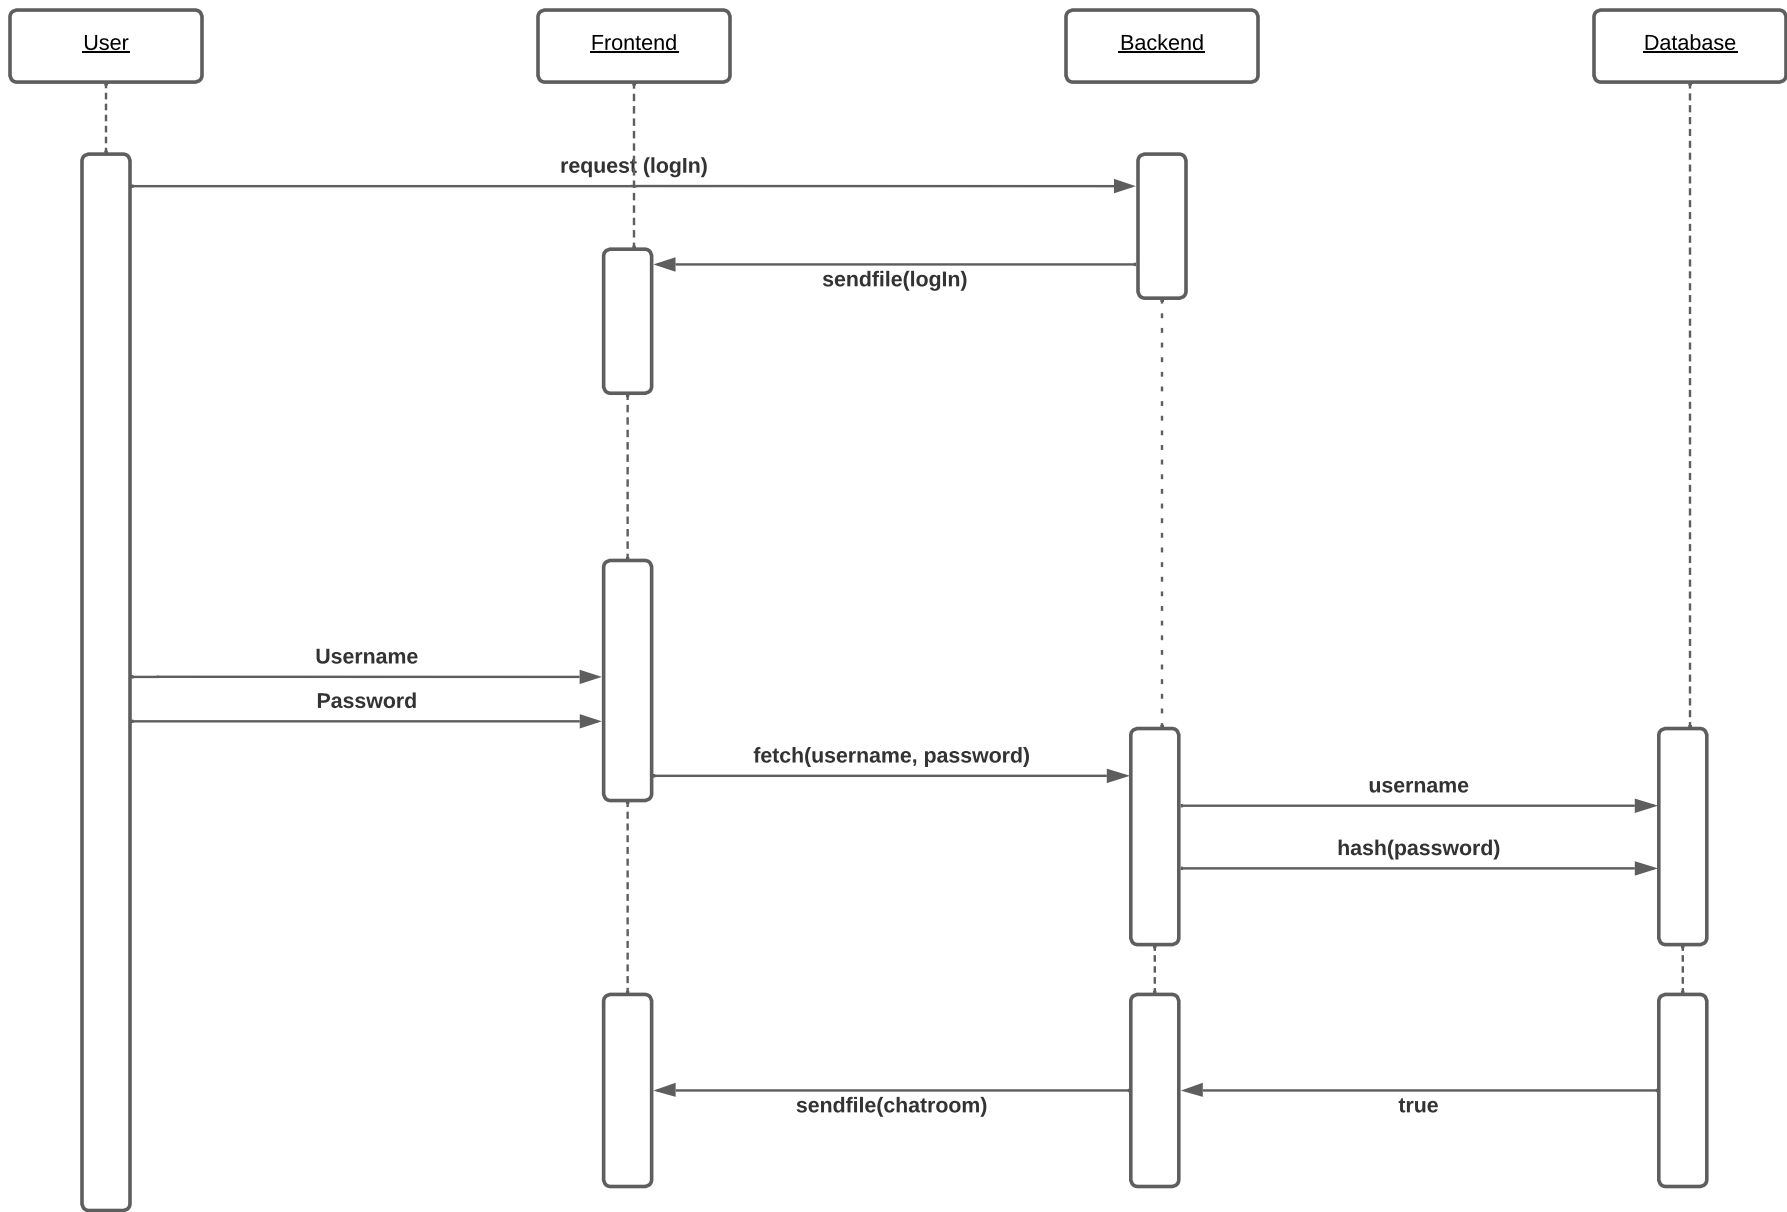 User
Frontend
Backend
Database
request (logIn)
sendfile(logIn)
Username
Password
fetch(username, password)
username
hash(password)
sendfile(chatroom)
true